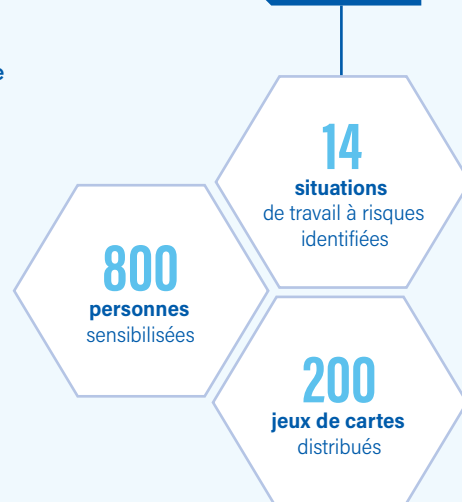 e
14
situations
de travail à risques
identifiées
800
personnes
sensibilisées
200
jeux de cartes
distribués